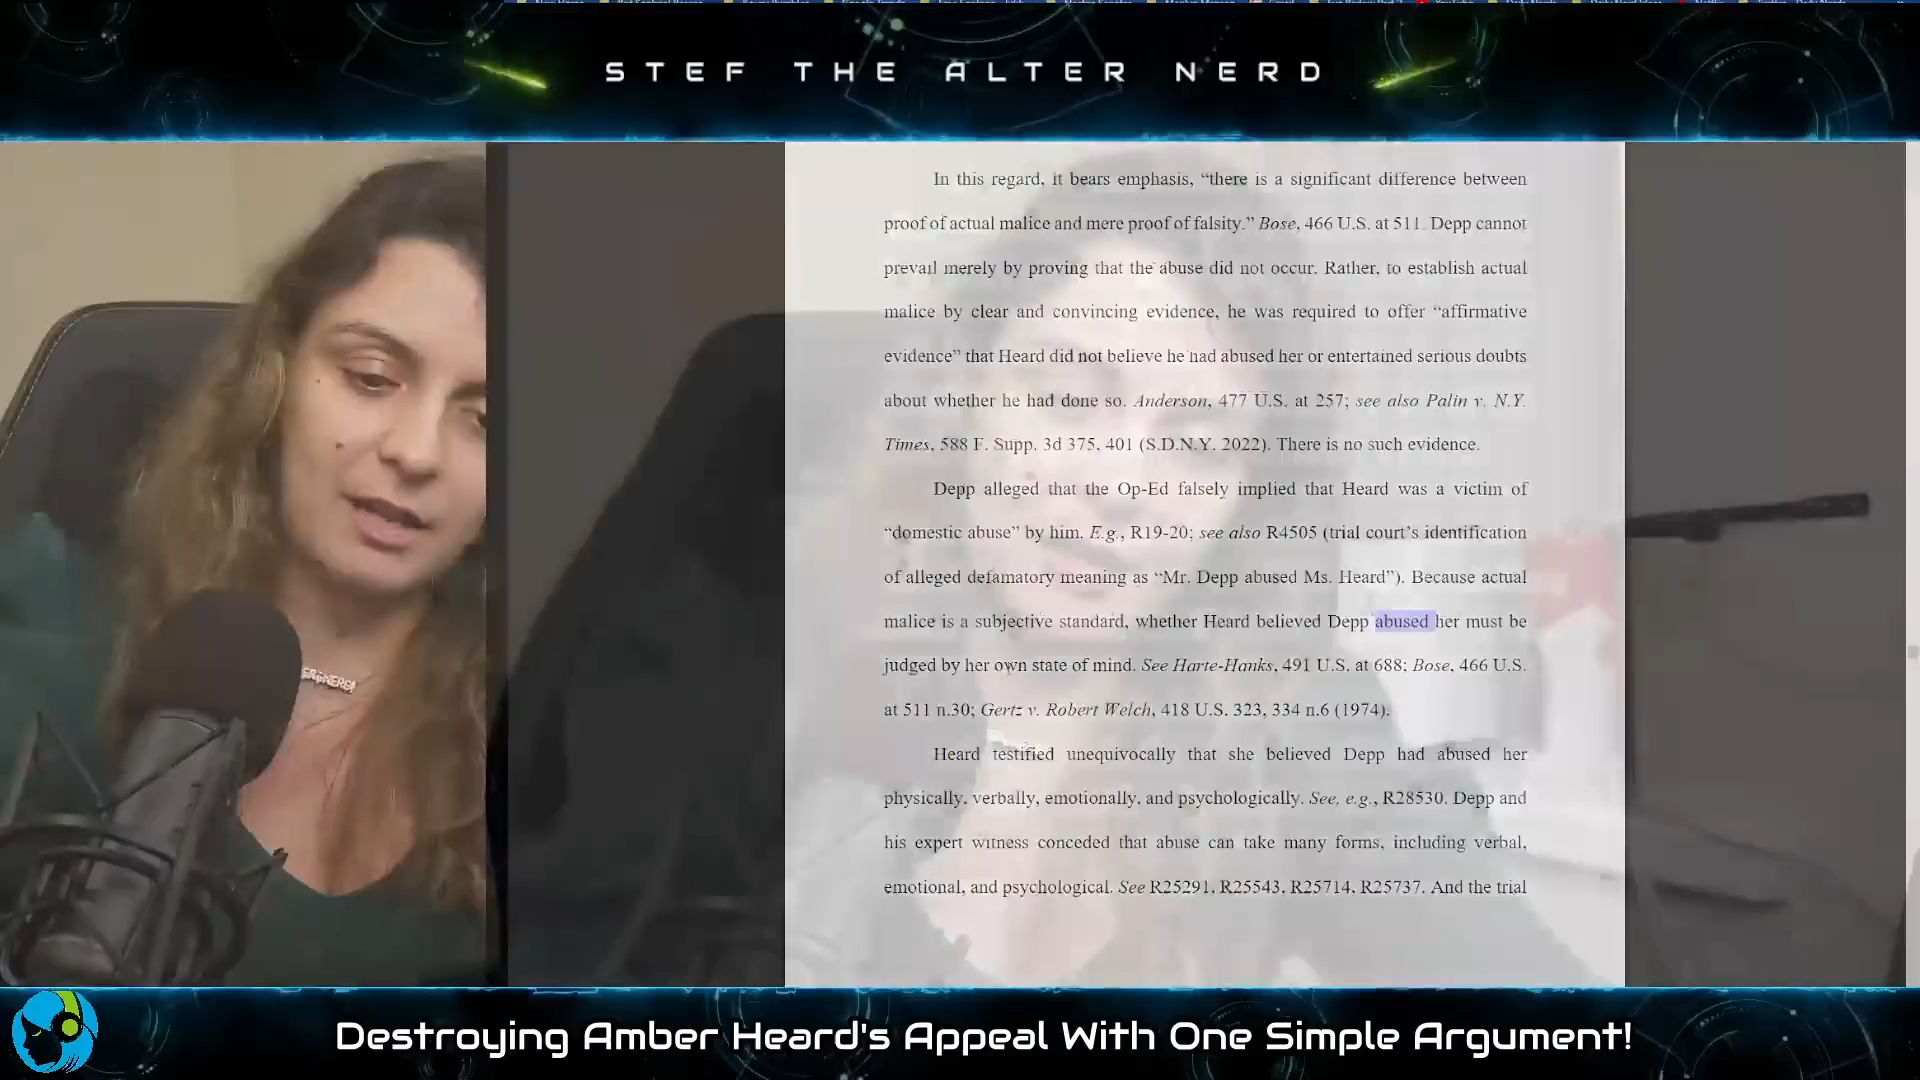 STEF THE ALTER NERD
In this regard, it bears emphasis, “there is a significant difference between
proof of actual malice and mere proof of falsity.” Bose, 466 U.S. at 511. Depp cannot
prevail merely by proving that the abuse did not occur. Rather, to establish actual
malice by clear and convincing evidence, he was required to offer “affirmative
evidence” that Heard did not believe he had abused her or entertained serious doubts
about whether he had done so. Anderson, 477 U.S. at 257; see also Palin v. N.Y.
Times, 588 F. Supp. 3d 375, 401 (S.D.N.Y. 2022). There is no such evidence.
Depp alleged that the Op-Ed falsely implied that Heard was a victim of
“domestic abuse” by him. E.g., R19-20; see also R4505 (trial court’s identification
of alleged defamatory meaning as “Mr. Depp abused Ms. Heard”). Because actual
malice is a subjective standard, whether Heard believed Depp abused her must be
judged by her own state of mind. See Harte-Hanks, 491 U.S. at 688; Bose, 466 U.S.
at 511 n.30; Gertz v. Robert Welch, 418 U.S. 323, 334 n.6 (1974).
Heard testified unequivocally that she believed Depp had abused her
physically, verbally, emotionally, and psychologically. See, e.g., R28530. Depp and
his expert witness conceded that abuse can take many forms, including verbal,
emotional, and psychological. See R25291, R25543, R25714, R25737. And the trial
Destroying Amber Heard's Appeal With One Simple Argument!